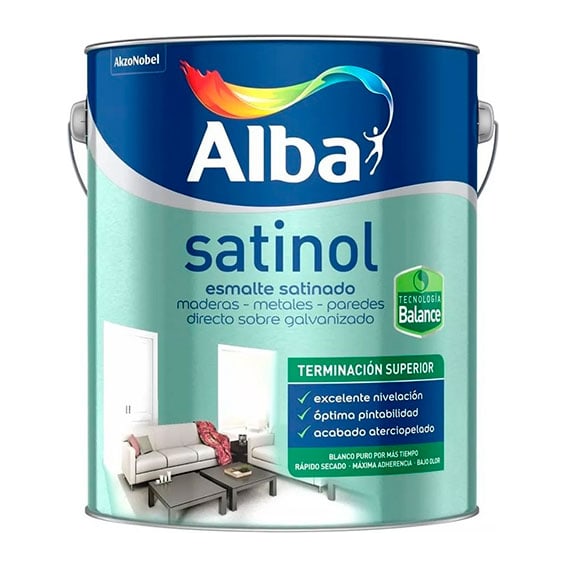 AkzoNobel
Alba
satinol
esmalte satinado
maderas - metales - paredes
directo sobre galvanizado
TECNOLOGÍA
Balance
TERMINACIÓN SUPERIOR
excelente nivelación
óptima pintabilidad
acabado aterciopelado
BLANCO PURO POR MÁS TIEMPO
RÁPIDO SECADO · MÁXIMA ADHERENCIA · BAJO OLOR